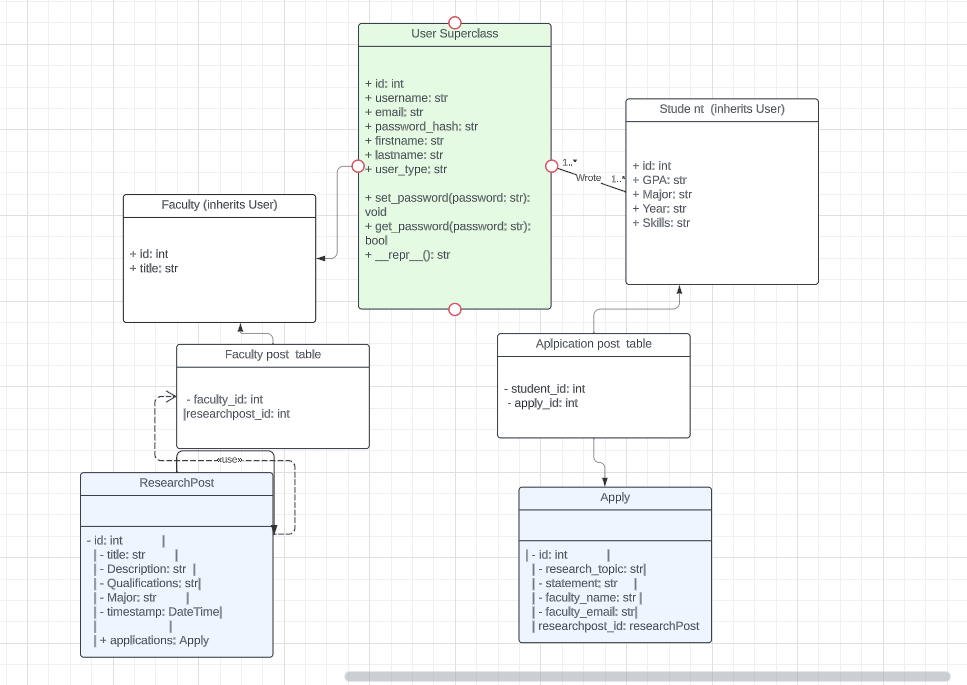 User Superclass
+ id: int
+ username: str
+ email: str
+ password_hash: str
+ firstname: str
+ lastname: str
+ user_type: str
+ set_password(password: str):
void
+ get_password(password: str):
bool
+ __repr__(): str
1..*
Wrote
1..*
Stude nt (inherits User)
+ id: int
+ GPA: str
+ Major: str
+ Year: str
+ Skills: str
Faculty (inherits User)
+ id: int
+ title: str
Faculty post table
- faculty_id: int
|researchpost_id: int
Aplpication post table
- student_id: int
- apply_id: int
«use»
ResearchPost
- id: int |
| - title: str |
| - Description: str |
| - Qualifications: str|
| - Major: str |
| - timestamp: DateTime|
| |
| + applications: Apply
Apply
| - id: int |
| - research_topic: str|
| - statement: str |
| - faculty_name: str |
| - faculty_email: str|
| researchpost_id: researchPost